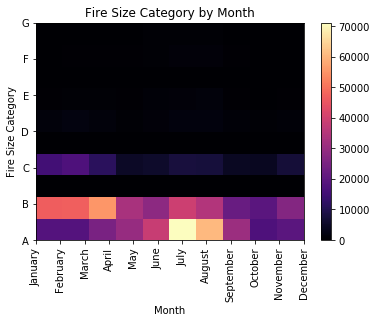 Fire Size Category by Month
G
F
E
D
C
B
A
Fire Size Category
January
February
March
April
May
June
July
August
September
October
November
December
Month
70000
60000
50000
40000
30000
20000
10000
0